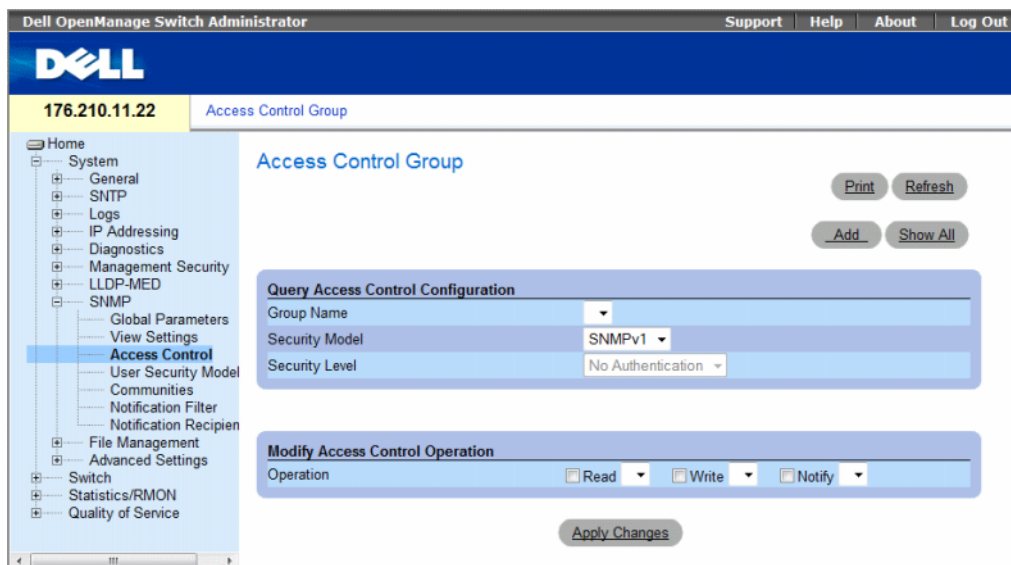 Dell OpenManage Switch Administrator
Support Help About Log Out
DELL
176.210.11.22
Access Control Group
Home
System
General
SNTP
Logs
IP Addressing
Diagnostics
Management Security
LLDP-MED
SNMP
Global Parameters
View Settings
Access Control
User Security Model
Communities
Notification Filter
Notification Recipien
File Management
Advanced Settings
Switch
Statistics/RMON
Quality of Service
Access Control Group
Print Refresh
Add Show All
Query Access Control Configuration
Group Name
Security Model SNMPv1
Security Level No Authentication
Modify Access Control Operation
Operation Read Write Notify
Apply Changes